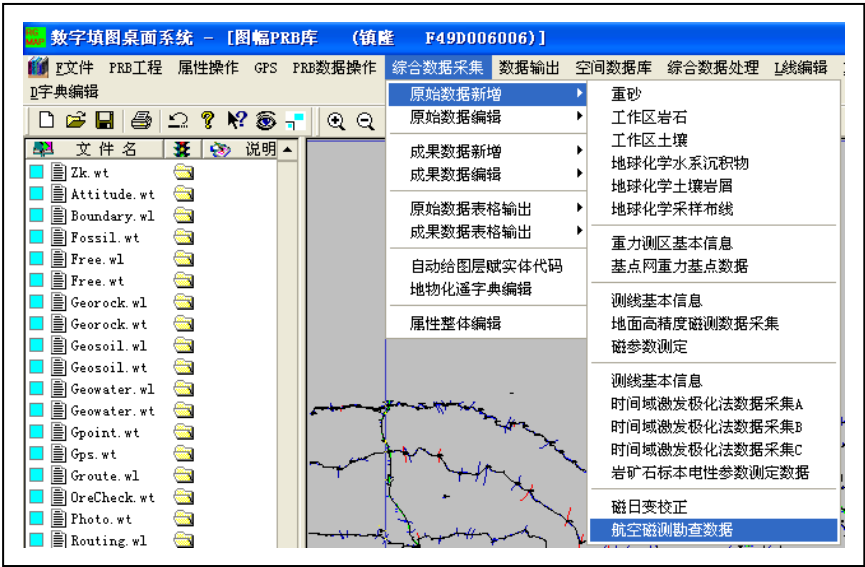 RG MAP 数字填图桌面系统 - [图幅PRB库 (镇隆 F49D006006)]
F文件 PRB工程 属性操作 GPS PRB数据操作 综合数据采集 数据输出 空间数据库 综合数据处理 L线编辑
D字典编辑
文件名 说明
Zk.wt
Attitude.wt
Boundary.wl
Fossil.wt
Free.wl
Free.wt
Georock.wl
Georock.wt
Geosoil.wl
Geosoil.wt
Geowater.wl
Geowater.wt
Gpoint.wt
Gps.wt
Groute.wl
OreCheck.wt
Photo.wt
Routing.wl
原始数据新增
原始数据编辑
成果数据新增
成果数据编辑
原始数据表格输出
成果数据表格输出
自动给图层赋实体代码
地物化遥字典编辑
属性整体编辑
重砂
工作区岩石
工作区土壤
地球化学水系沉积物
地球化学土壤岩屑
地球化学采样布线
重力测区基本信息
基点网重力基点数据
测线基本信息
地面高精度磁测数据采集
磁参数测定
测线基本信息
时间域激发极化法数据采集A
时间域激发极化法数据采集B
时间域激发极化法数据采集C
岩矿石标本电性参数测定数据
磁日变校正
航空磁测勘查数据